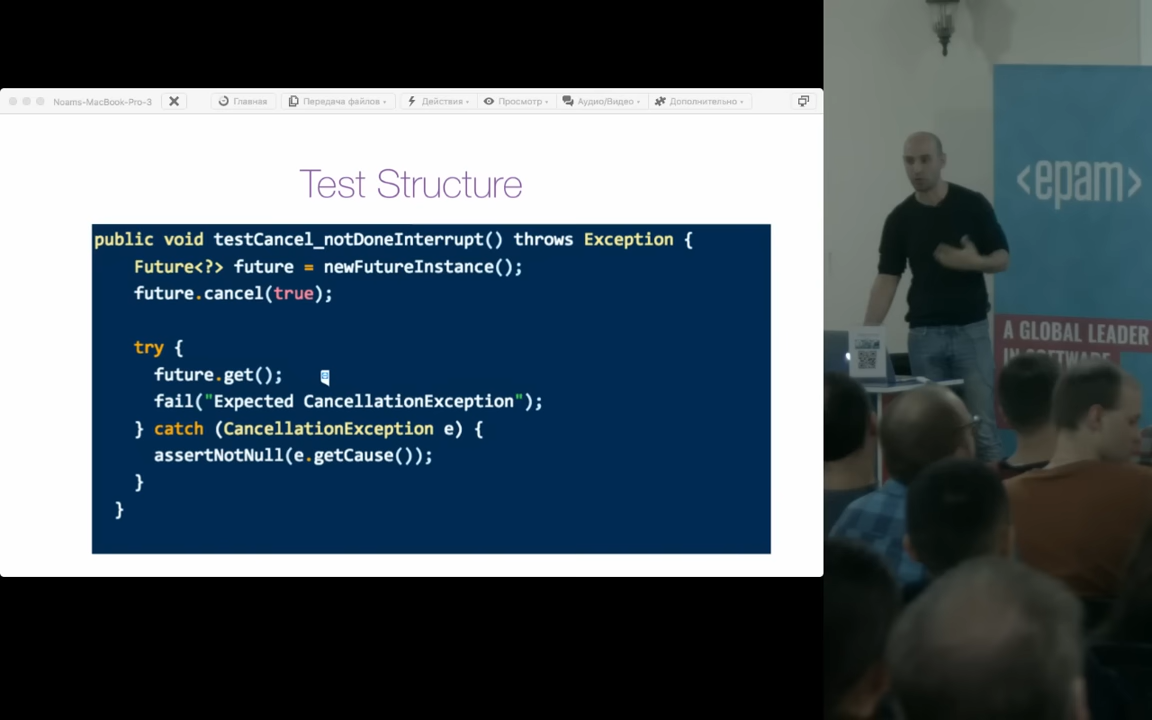 Noams-MacBook-Pro-3
Главная
Передача файлов
Действия
Просмотр
Аудио/Видео
Дополнительно
Test Structure
public void testCancel_notDoneInterrupt() throws Exception {
Future<?> future = newFutureInstance();
future.cancel(true);
try {
future.get();
fail("Expected CancellationException");
} catch (CancellationException e) {
assertNotNull(e.getCause());
}
}
<epam>
A GLOBAL LEADER
IN SOFTWARE